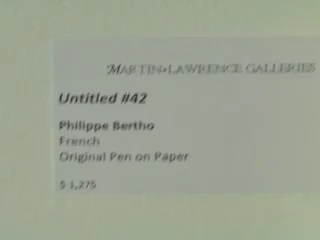 MARTIN•LAWRENCE GALLERIES
Untitled #42
Philippe Bertho
French
Original Pen on Paper
$ 1,275